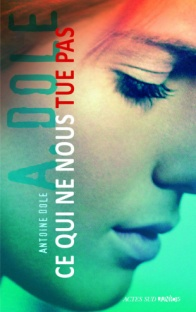 A. DOLE
ANTOINE DOLE
CE QUI NE NOUS TUE PAS
ACTES SUD junior